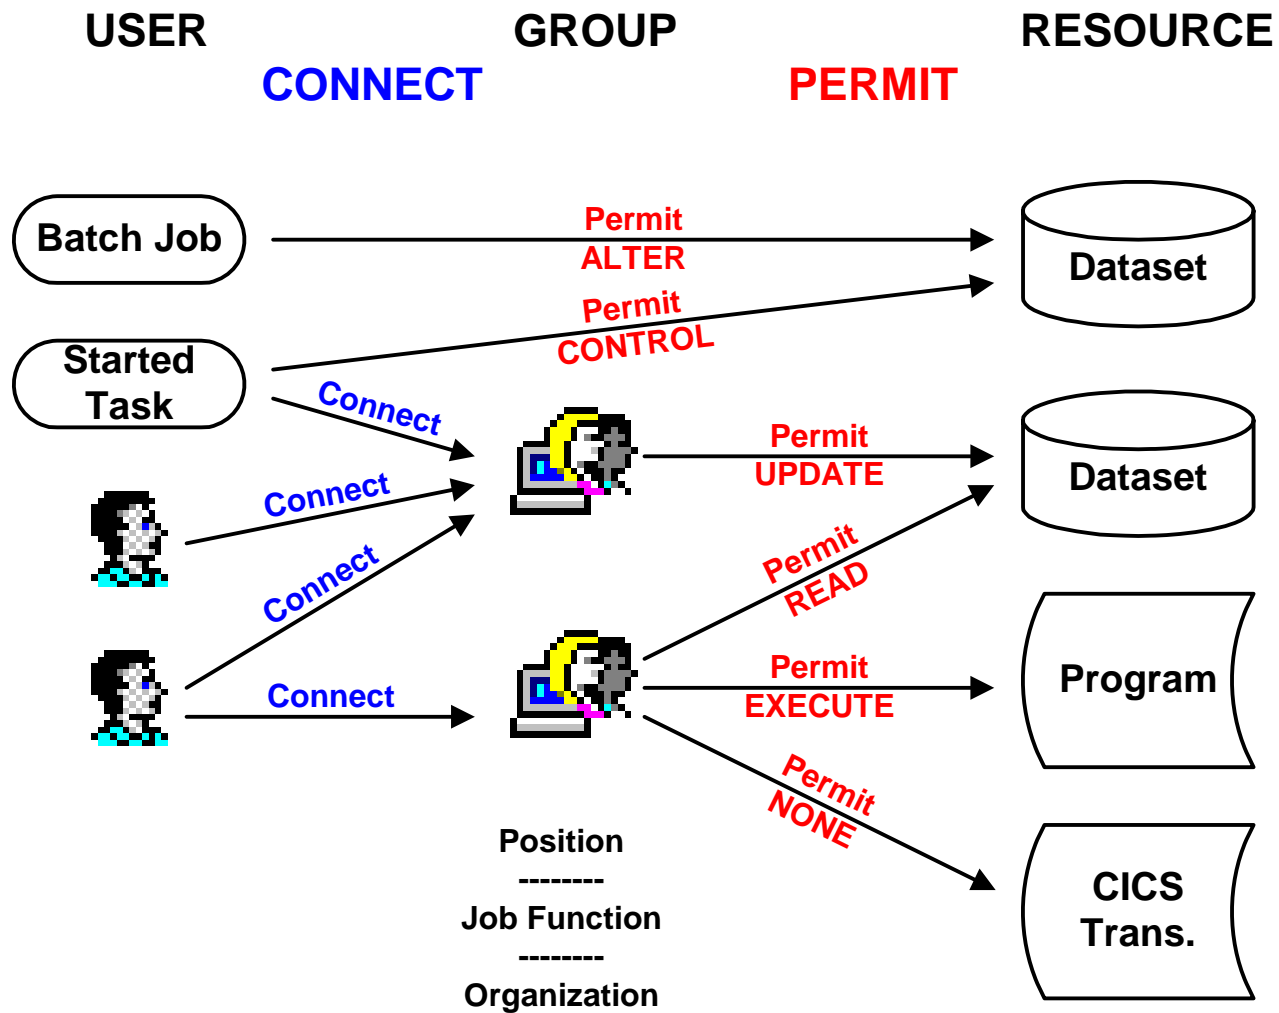 USER GROUP RESOURCE
CONNECT PERMIT
Batch Job
Permit
ALTER
Dataset
Permit
CONTROL
Started
Task
Connect
Permit
UPDATE
Dataset
Connect
Connect
Permit
READ
Connect
Permit
EXECUTE
Program
Permit
NONE
Position
--------
Job Function
--------
Organization
CICS
Trans.